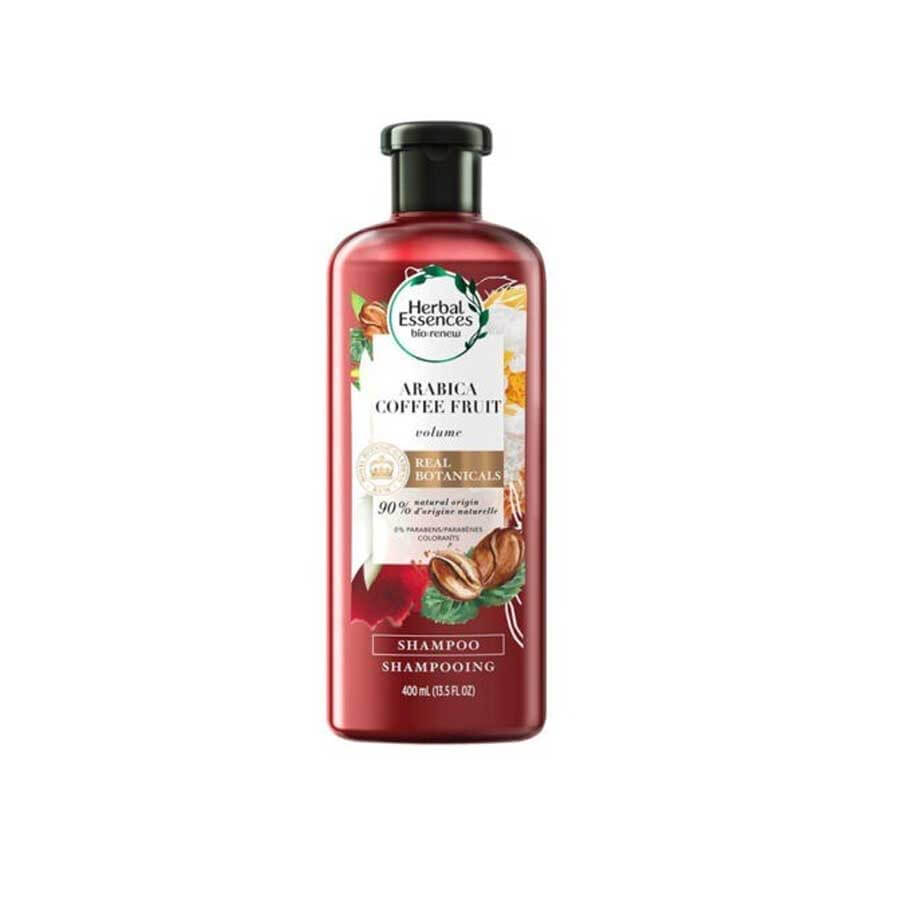 Herbal
Essences
bio:renew
ARABICA
COFFEE FRUIT
volume
REAL
BOTANICALS
90% natural origin
d'origine naturelle
0% PARABENS/PARABÈNES
COLORANTS
SHAMPOO
SHAMPOOING
400 mL (13.5 FL OZ)